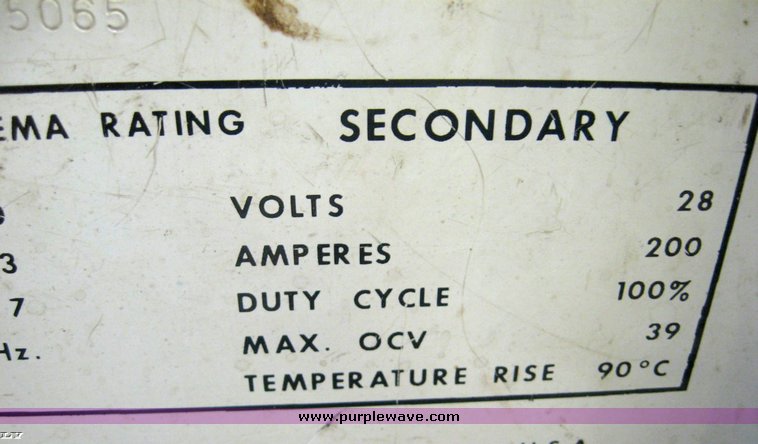 5065
EMA RATING SECONDARY
VOLTS 28
3 AMPERES 200
7 DUTY CYCLE 100%
Hz. MAX. OCV 39
TEMPERATURE RISE 90°C
www.purplewave.com